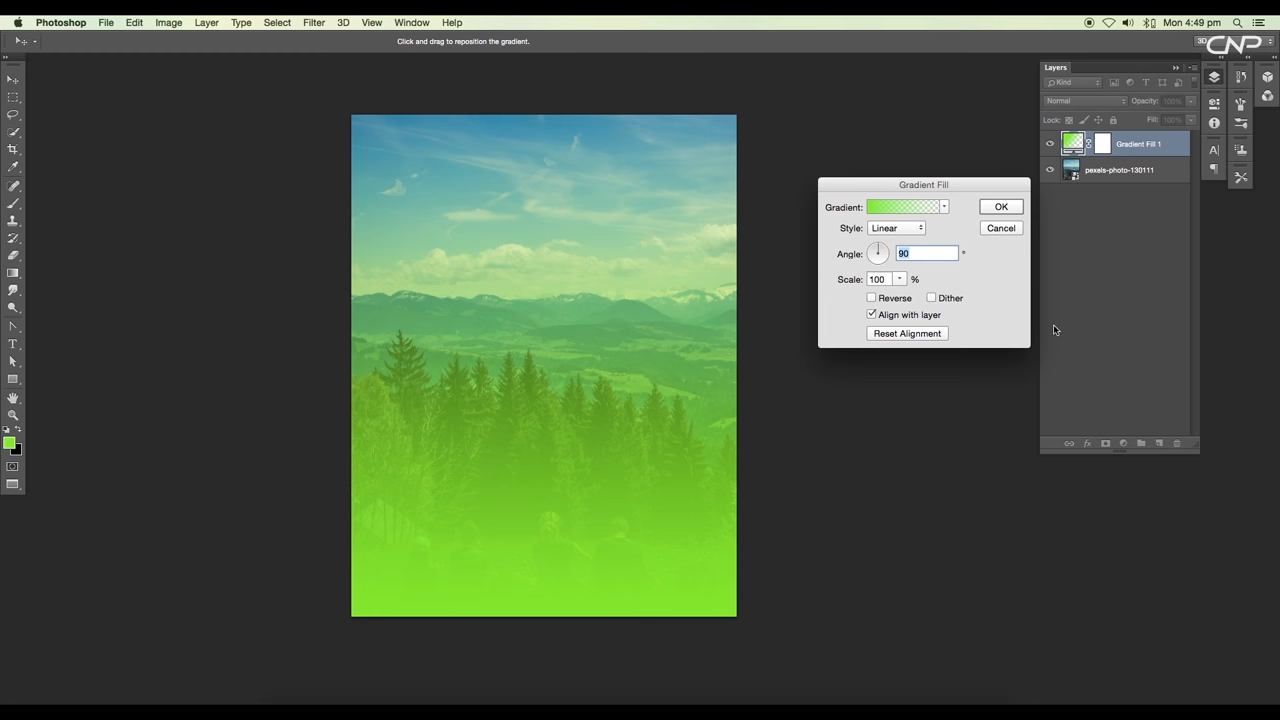 Photoshop File Edit Image Layer Type Select Filter 3D View Window Help Mon 4:49 pm
Click and drag to reposition the gradient. 3D
CNP
Layers
Kind
Normal Opacity: 100%
Lock: Fill: 100%
Gradient Fill 1
pexels-photo-130111
Gradient Fill
Gradient: OK
Style: Linear Cancel
Angle: 90 °
Scale: 100 %
Reverse Dither
Align with layer
Reset Alignment